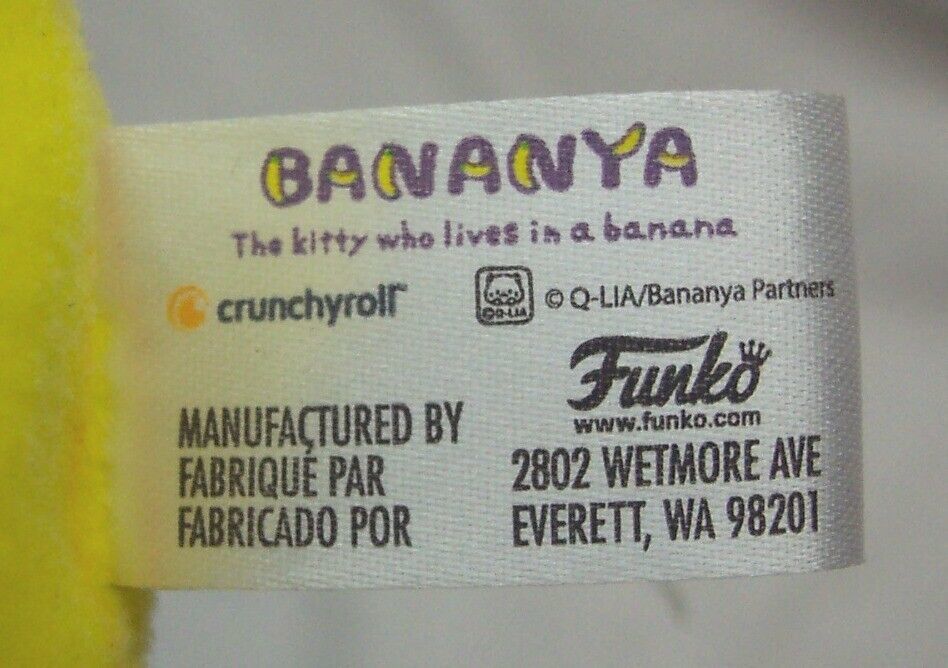 BANANYA
The kitty who lives in a banana
crunchyroll
©Q-LIA
© Q-LIA/Bananya Partners
Funko
www.funko.com
MANUFACTURED BY
FABRIQUÉ PAR
FABRICADO POR
2802 WETMORE AVE
EVERETT, WA 98201